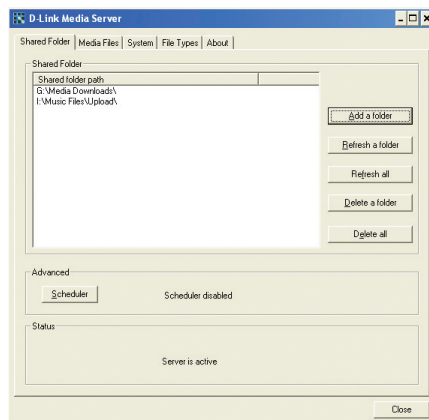 D-Link Media Server
Shared Folder Media Files System File Types About
Shared Folder
Shared folder path
G:\Media Downloads\
I:\Music Files\Upload\
Add a folder
Refresh a folder
Refresh all
Delete a folder
Delete all
Advanced
Scheduler Scheduler disabled
Status
Server is active
Close